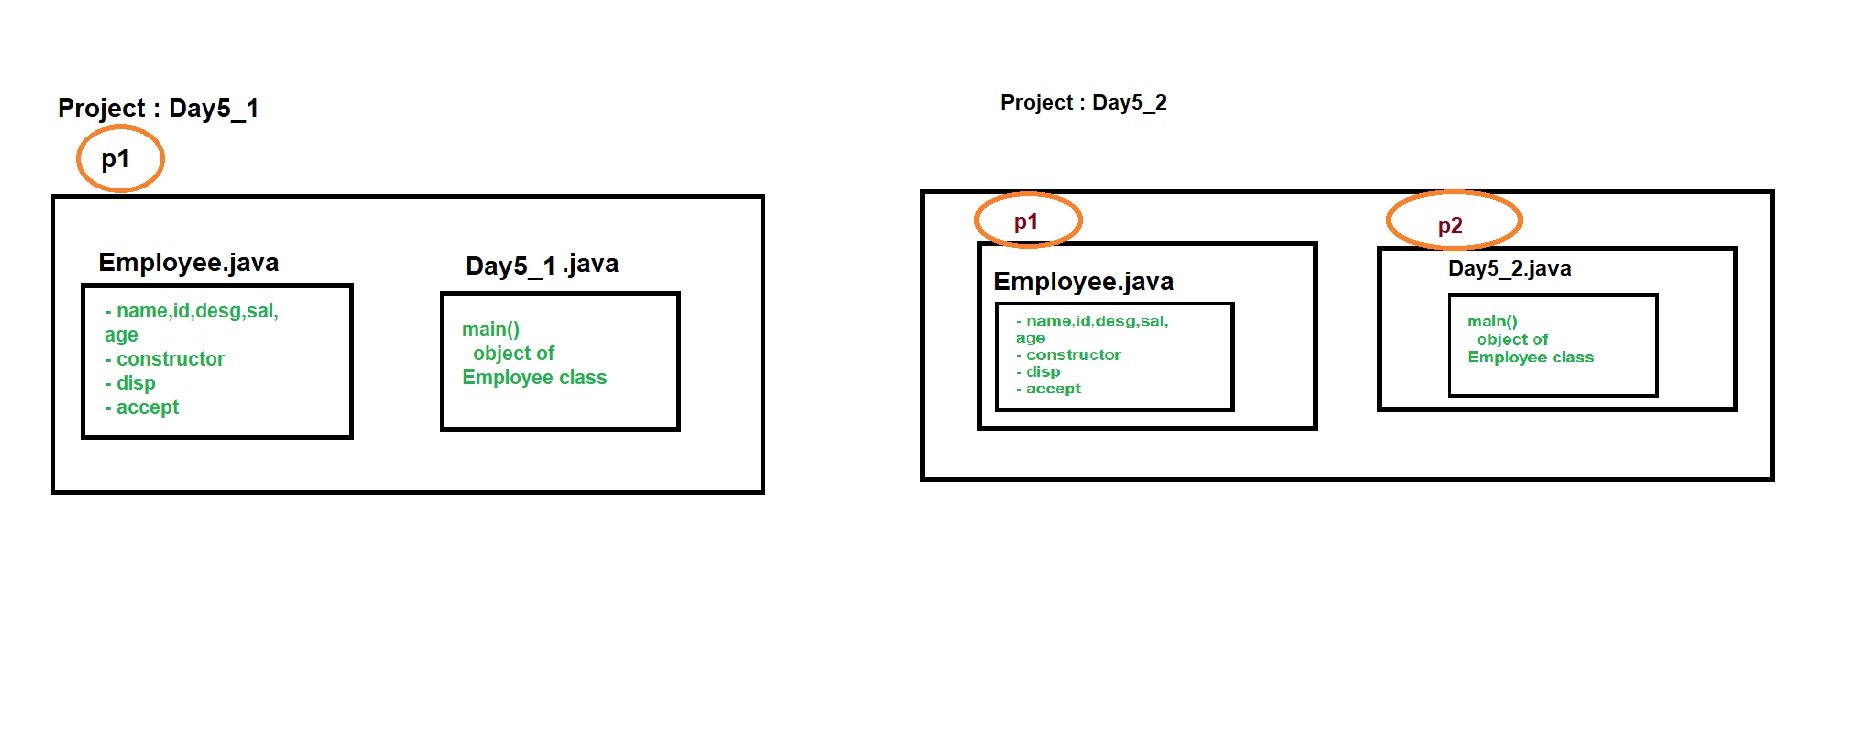 Project : Day5_1
p1
Employee.java
- name,id,desg,sal,
age
- constructor
- disp
- accept
Day5_1 .java
main()
object of
Employee class
Project : Day5_2
p1
Employee.java
- name,id,desg,sal,
age
- constructor
- disp
- accept
p2
Day5_2.java
main()
object of
Employee class